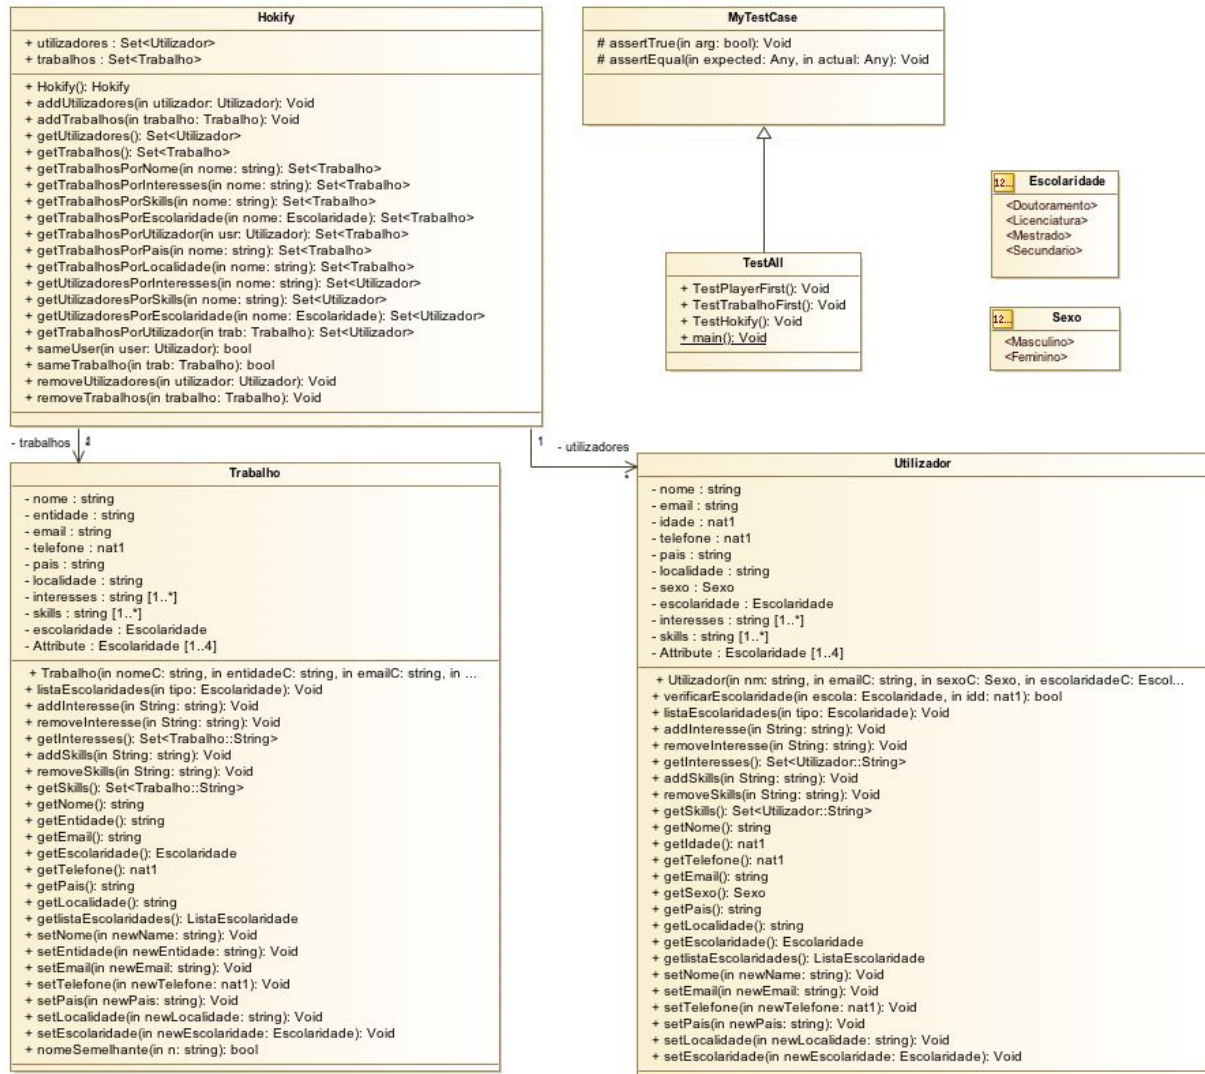 Hokify
+ utilizadores : Set<Utilizador>
+ trabalhos : Set<Trabalho>
+ Hokify(): Hokify
+ addUtilizadores(in utilizador: Utilizador): Void
+ addTrabalhos(in trabalho: Trabalho): Void
+ getUtilizadores(): Set<Utilizador>
+ getTrabalhos(): Set<Trabalho>
+ getTrabalhosPorNome(in nome: string): Set<Trabalho>
+ getTrabalhosPorInteresses(in nome: string): Set<Trabalho>
+ getTrabalhosPorSkills(in nome: string): Set<Trabalho>
+ getTrabalhosPorEscolaridade(in nome: Escolaridade): Set<Trabalho>
+ getTrabalhosPorUtilizador(in usr: Utilizador): Set<Trabalho>
+ getTrabalhosPorPais(in nome: string): Set<Trabalho>
+ getTrabalhosPorLocalidade(in nome: string): Set<Trabalho>
+ getUtilizadoresPorInteresses(in nome: string): Set<Utilizador>
+ getUtilizadoresPorSkills(in nome: string): Set<Utilizador>
+ getUtilizadoresPorEscolaridade(in nome: Escolaridade): Set<Utilizador>
+ getTrabalhosPorUtilizador(in trab: Trabalho): Set<Utilizador>
+ sameUser(in user: Utilizador): bool
+ sameTrabalho(in trab: Trabalho): bool
+ removeUtilizadores(in utilizador: Utilizador): Void
+ removeTrabalhos(in trabalho: Trabalho): Void
MyTestCase
# assertTrue(in arg: bool): Void
# assertEqual(in expected: Any, in actual: Any): Void
TestAll
+ TestPlayerFirst(): Void
+ TestTrabalhoFirst(): Void
+ TestHokify(): Void
+ main(): Void
12... Escolaridade
<Doutoramento>
<Licenciatura>
<Mestrado>
<Secundario>
12... Sexo
<Masculino>
<Feminino>
- trabalhos
1 - utilizadores
*
Trabalho
- nome : string
- entidade : string
- email : string
- telefone : nat1
- pais : string
- localidade : string
- interesses : string [1..*]
- skills : string [1..*]
- escolaridade : Escolaridade
- Attribute : Escolaridade [1..4]
+ Trabalho(in nomeC: string, in entidadeC: string, in emailC: string, in ...
+ listaEscolaridades(in tipo: Escolaridade): Void
+ addInteresse(in String: string): Void
+ removeInteresse(in String: string): Void
+ getInteresses(): Set<Trabalho::String>
+ addSkills(in String: string): Void
+ removeSkills(in String: string): Void
+ getSkills(): Set<Trabalho::String>
+ getNome(): string
+ getEntidade(): string
+ getEmail(): string
+ getEscolaridade(): Escolaridade
+ getTelefone(): nat1
+ getPais(): string
+ getLocalidade(): string
+ getlistaEscolaridades(): ListaEscolaridade
+ setNome(in newName: string): Void
+ setEntidade(in newEntidade: string): Void
+ setEmail(in newEmail: string): Void
+ setTelefone(in newTelefone: nat1): Void
+ setPais(in newPais: string): Void
+ setLocalidade(in newLocalidade: string): Void
+ setEscolaridade(in newEscolaridade: Escolaridade): Void
+ nomeSemelhante(in n: string): bool
Utilizador
- nome : string
- email : string
- idade : nat1
- telefone : nat1
- pais : string
- localidade : string
- sexo : Sexo
- escolaridade : Escolaridade
- interesses : string [1..*]
- skills : string [1..*]
- Attribute : Escolaridade [1..4]
+ Utilizador(in nm: string, in emailC: string, in sexoC: Sexo, in escolaridadeC: Escol...
+ verificarEscolaridade(in escola: Escolaridade, in idd: nat1): bool
+ listaEscolaridades(in tipo: Escolaridade): Void
+ addInteresse(in String: string): Void
+ removeInteresse(in String: string): Void
+ getInteresses(): Set<Utilizador::String>
+ addSkills(in String: string): Void
+ removeSkills(in String: string): Void
+ getSkills(): Set<Utilizador::String>
+ getNome(): string
+ getIdade(): nat1
+ getTelefone(): nat1
+ getEmail(): string
+ getSexo(): Sexo
+ getPais(): string
+ getLocalidade(): string
+ getEscolaridade(): Escolaridade
+ getlistaEscolaridades(): ListaEscolaridade
+ setNome(in newName: string): Void
+ setEmail(in newEmail: string): Void
+ setTelefone(in newTelefone: nat1): Void
+ setPais(in newPais: string): Void
+ setLocalidade(in newLocalidade: string): Void
+ setEscolaridade(in newEscolaridade: Escolaridade): Void